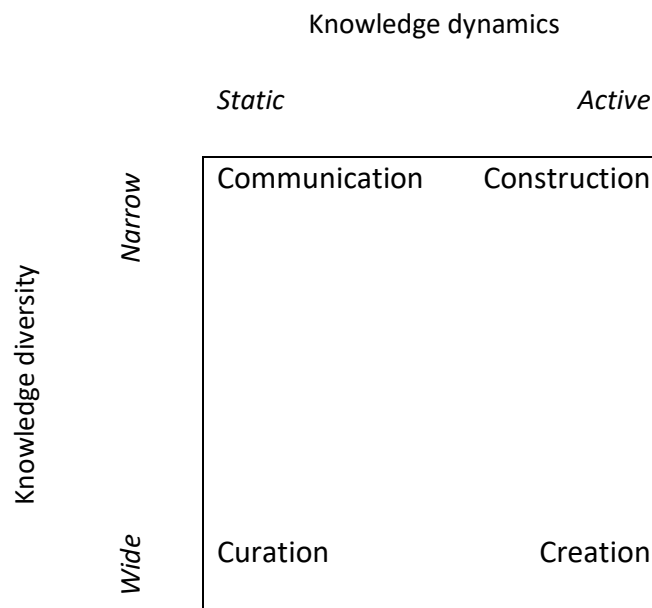 Knowledge dynamics
Static Active
Narrow
Communication Construction
Knowledge diversity
Wide
Curation Creation